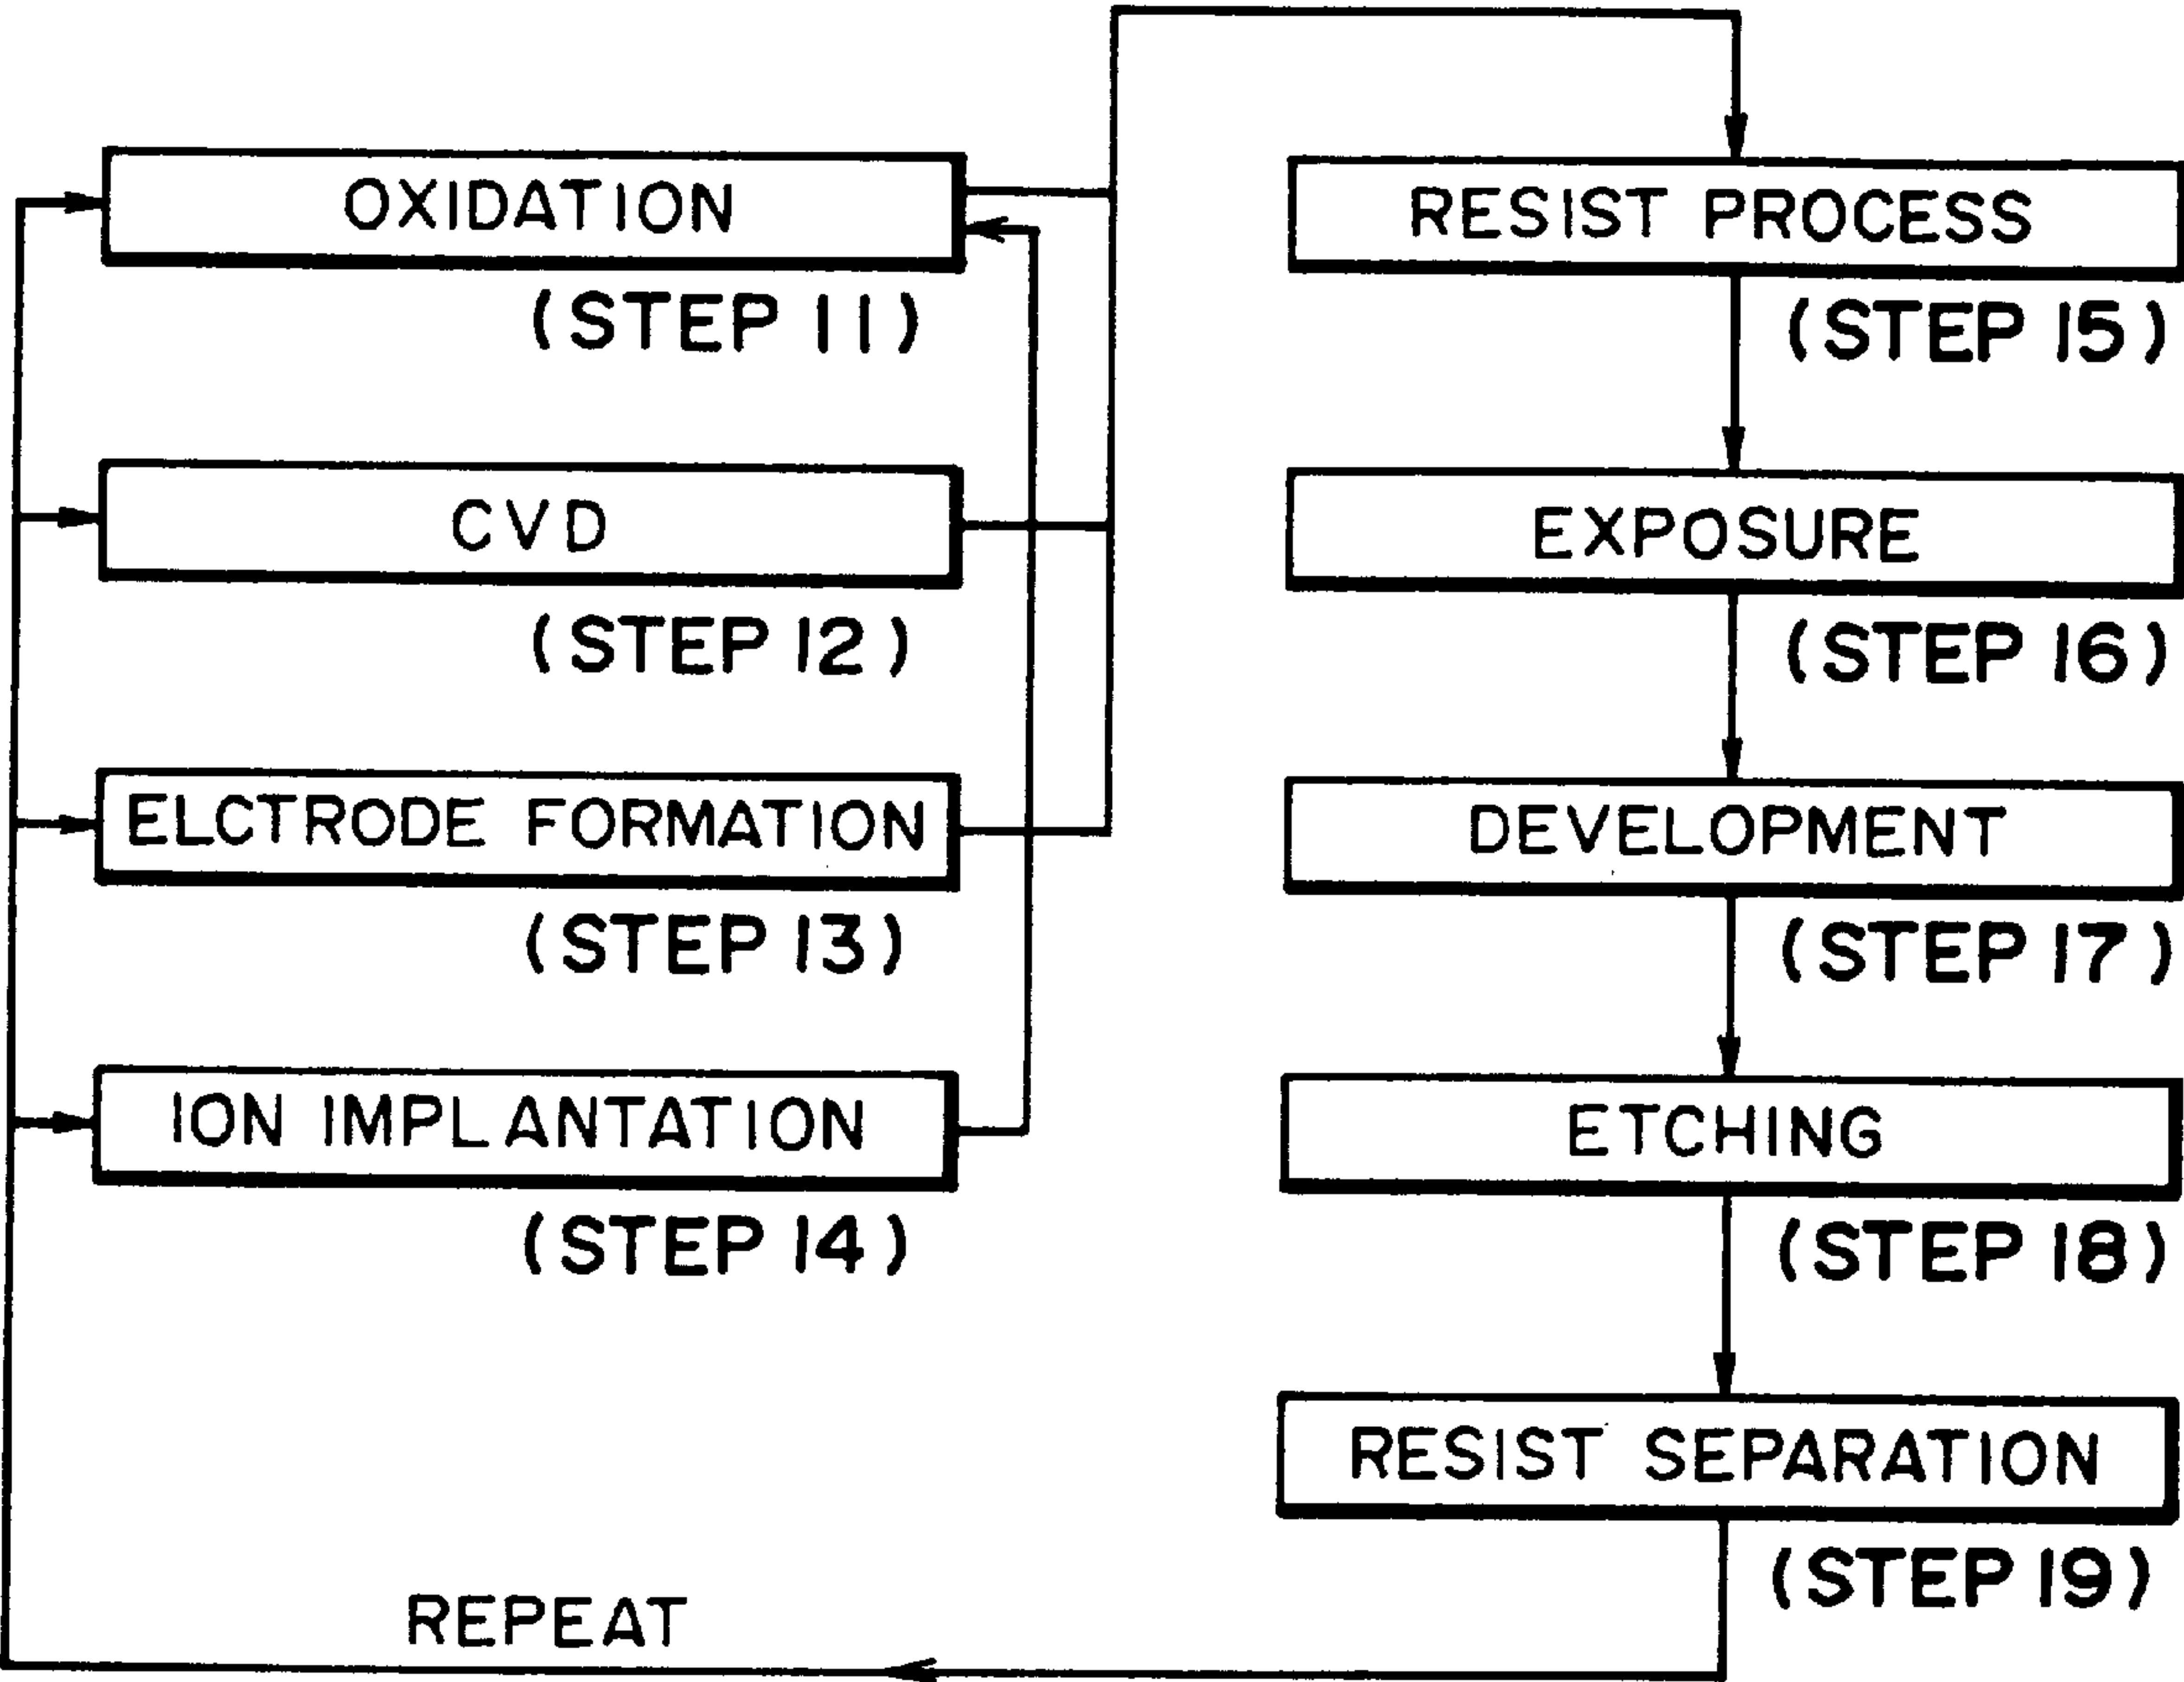 OXIDATION
(STEP 11)
CVD
(STEP 12)
ELCTRODE FORMATION
(STEP 13)
ION IMPLANTATION
(STEP 14)
RESIST PROCESS
(STEP 15)
EXPOSURE
(STEP 16)
DEVELOPMENT
(STEP 17)
ETCHING
(STEP 18)
RESIST SEPARATION
(STEP 19)
REPEAT